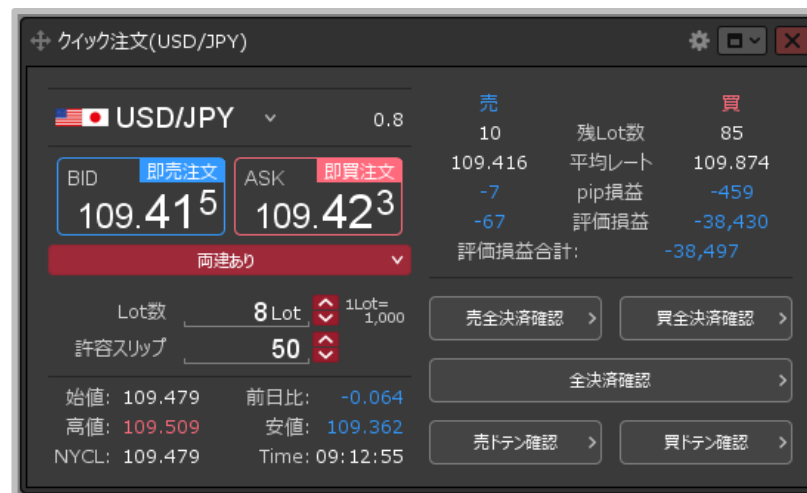 クイック注文(USD/JPY)
USD/JPY 0.8
BID 即売注文
109.415
ASK 即買注文
109.423
両建あり
Lot数 8 Lot 1Lot=
1,000
許容スリップ 50
始値: 109.479 前日比: -0.064
高値: 109.509 安値: 109.362
NYCL: 109.479 Time: 09:12:55
売 買
10 残Lot数 85
109.416 平均レート 109.874
-7 pip損益 -459
-67 評価損益 -38,430
評価損益合計: -38,497
売全決済確認 買全決済確認
全決済確認
売ドテン確認 買ドテン確認